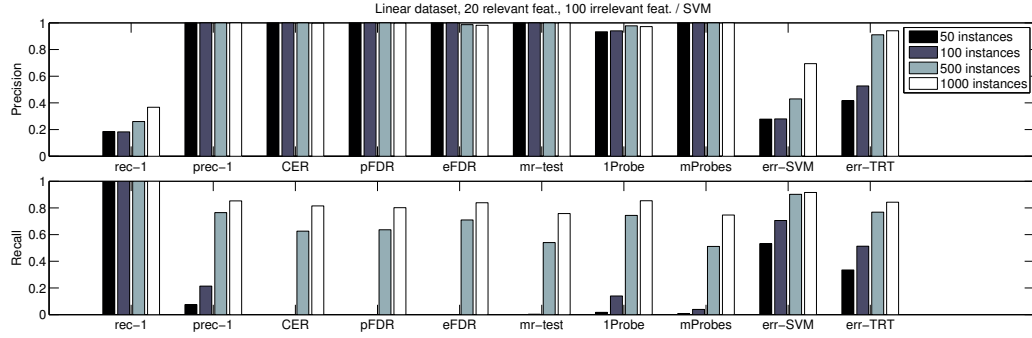 Linear dataset, 20 relevant feat., 100 irrelevant feat. / SVM
Precision
1
0.8
0.6
0.4
0.2
0
rec−1 prec−1 CER pFDR eFDR mr−test 1Probe mProbes err−SVM err−TRT
50 instances
100 instances
500 instances
1000 instances
Recall
1
0.8
0.6
0.4
0.2
0
rec−1 prec−1 CER pFDR eFDR mr−test 1Probe mProbes err−SVM err−TRT